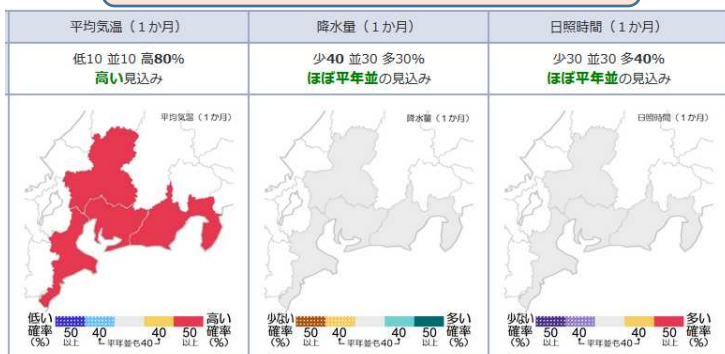 平均気温（1か月）
降水量（1か月）
日照時間（1か月）
低10 並10 高80%
高い見込み
少40 並30 多30%
ほぼ平年並の見込み
少30 並30 多40%
ほぼ平年並の見込み
平均気温（1か月）
降水量（1か月）
日照時間（1か月）
低い
確率
(%)
50
以上
40
平年並も40
40
50
以上
高い
確率
(%)
少ない
確率
(%)
50
以上
40
平年並も40
40
50
以上
多い
確率
(%)
少ない
確率
(%)
50
以上
40
平年並も40
40
50
以上
多い
確率
(%)